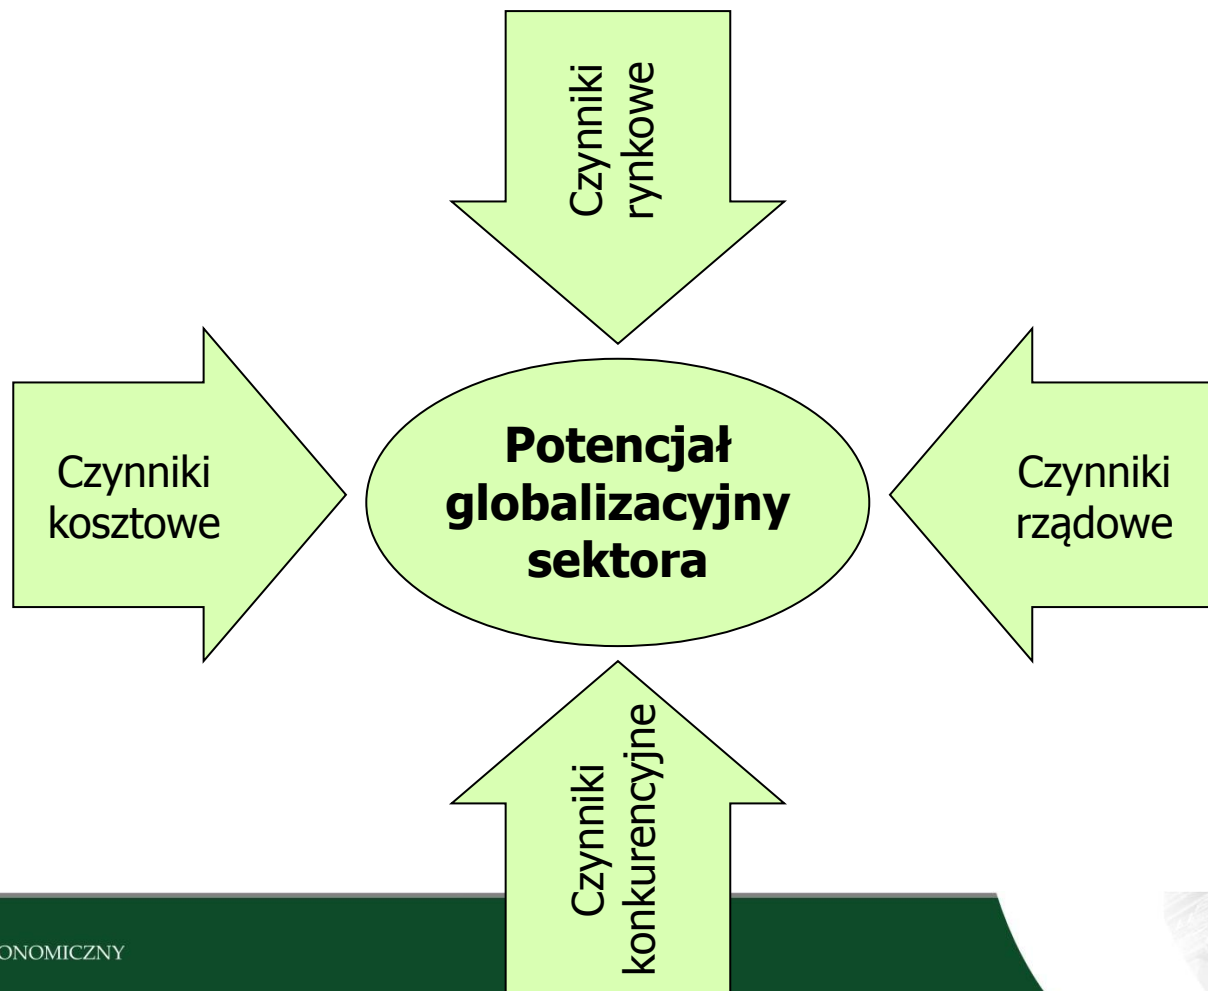 Czynniki
rynkowe
Czynniki
kosztowe
Potencjał
globalizacyjny
sektora
Czynniki
rządowe
Czynniki
konkurencyjne
ONOMICZNY